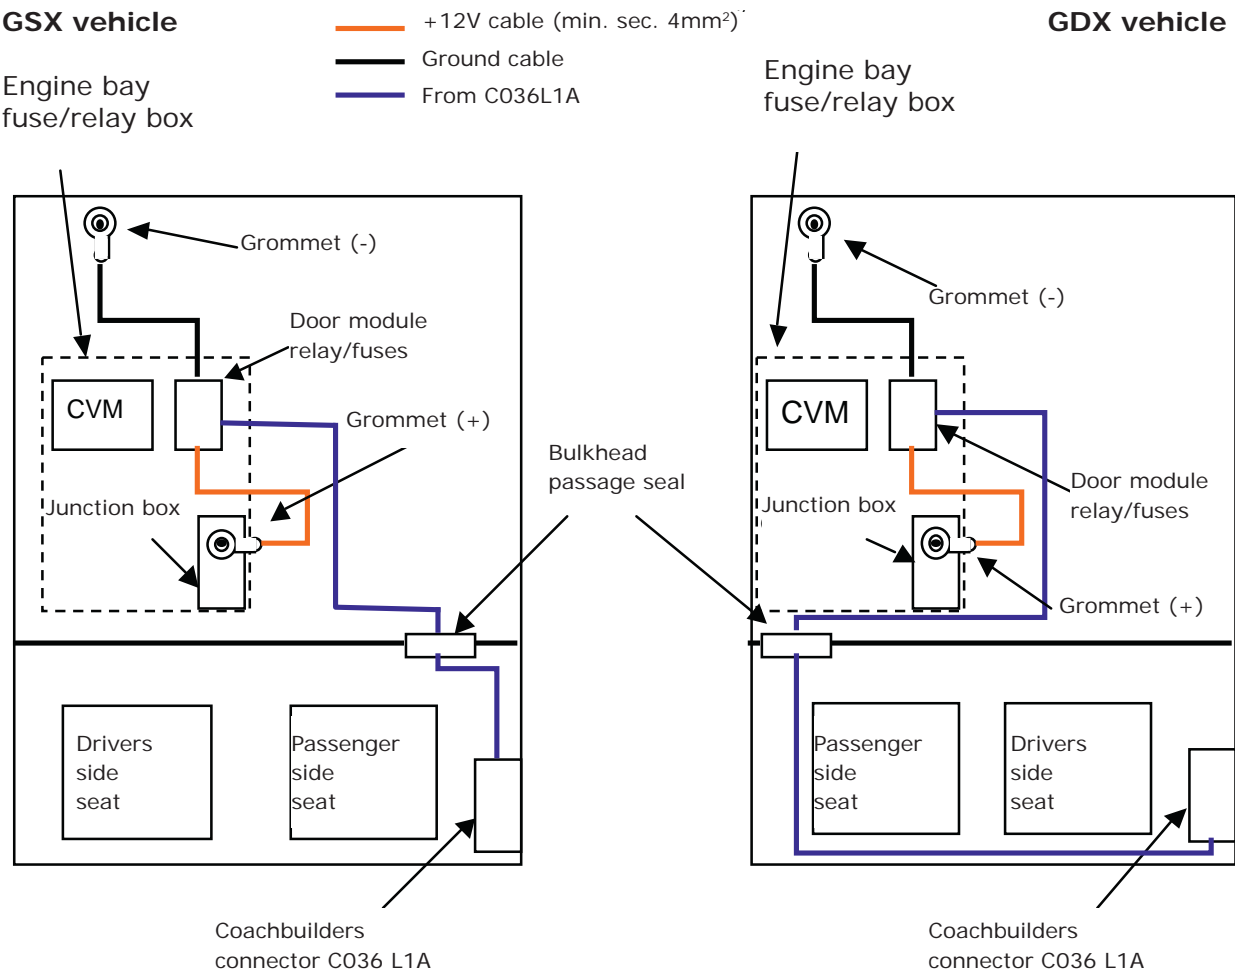 GSX vehicle
+12V cable (min. sec. 4mm²)
Ground cable
From C036L1A
GDX vehicle
Engine bay
fuse/relay box
Engine bay
fuse/relay box
Grommet (-)
Door module
relay/fuses
CVM
Grommet (+)
Junction box
Bulkhead
passage seal
Grommet (-)
CVM
Door module
relay/fuses
Junction box
Grommet (+)
Drivers
side
seat
Passenger
side
seat
Passenger
side
seat
Drivers
side
seat
Coachbuilders
connector C036 L1A
Coachbuilders
connector C036 L1A